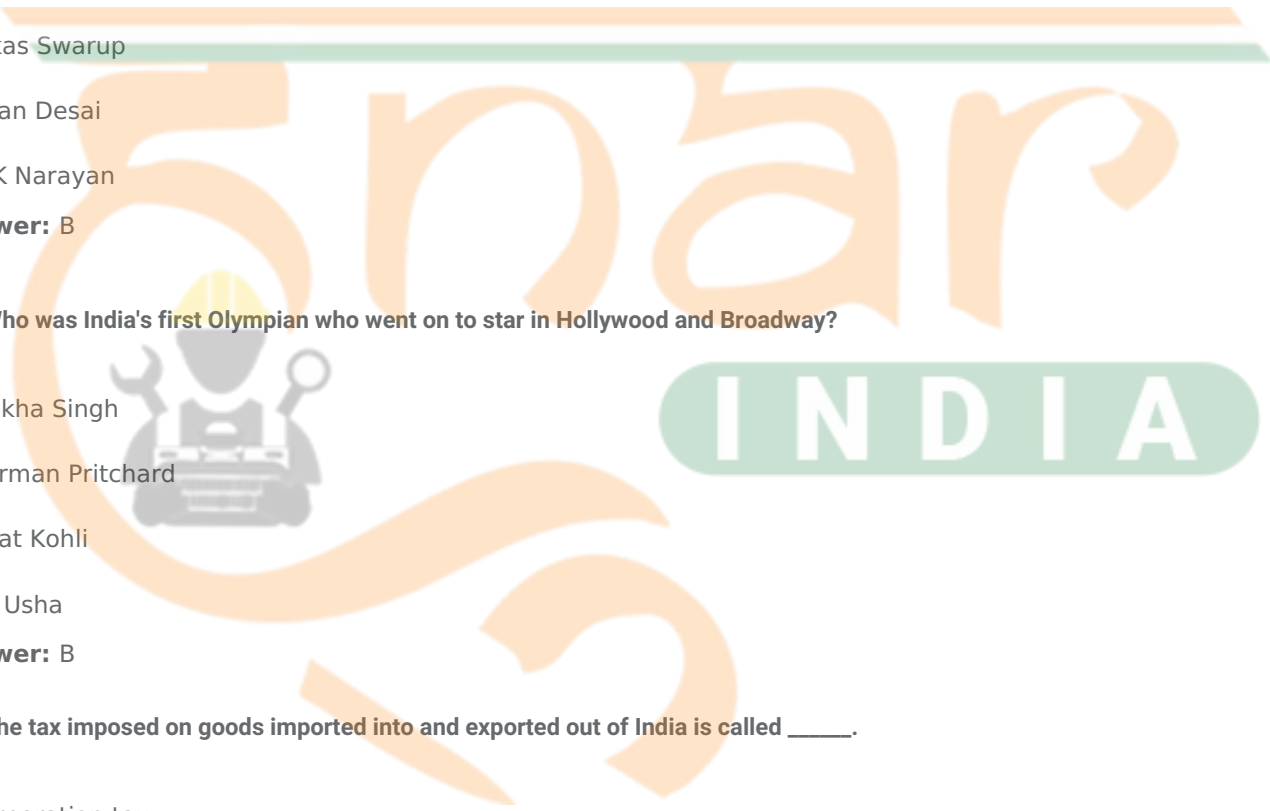 kas Swarup
an Desai
K Narayan
wer: B
Who was India's first Olympian who went on to star in Hollywood and Broadway?
kha Singh
rman Pritchard
at Kohli
Usha
wer: B
he tax imposed on goods imported into and exported out of India is called ______.
INDIA